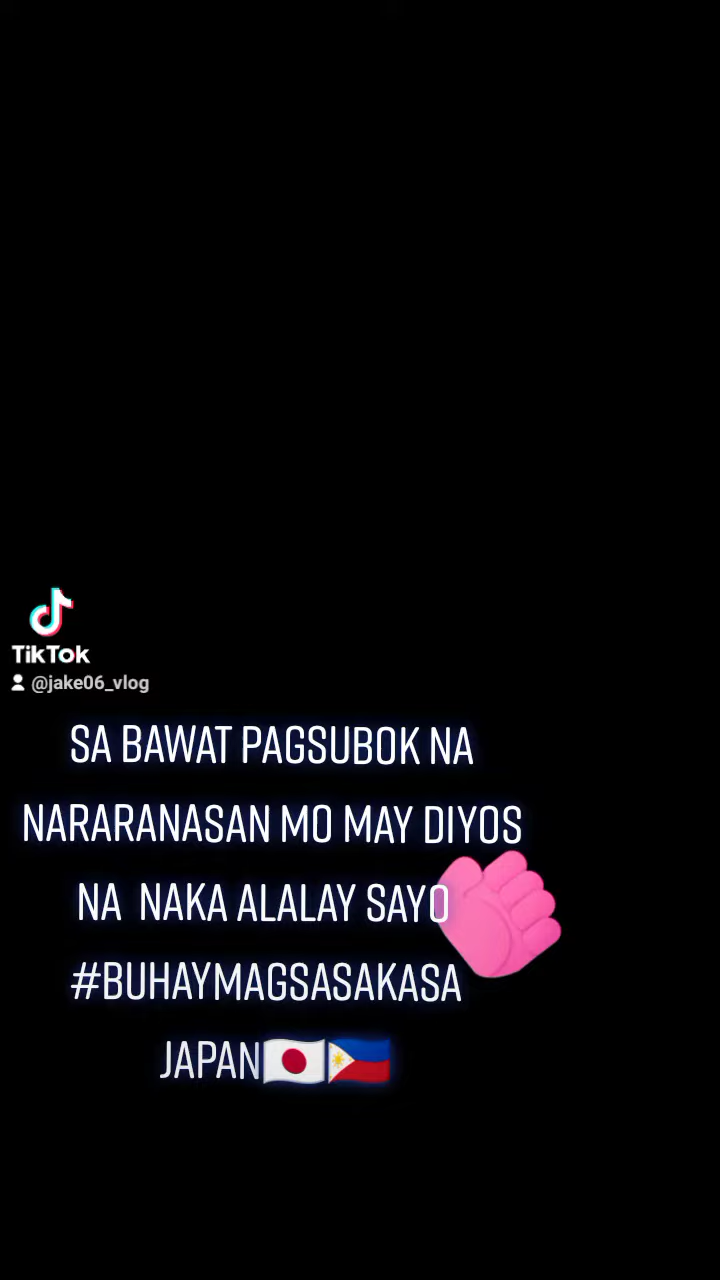 TikTok
@jake06_vlog
SA BAWAT PAGSUBOK NA
NARARANASAN MO MAY DIYOS
NA NAKA ALALAY SAYO
#BUHAYMAGSASAKASA
JAPAN🇯🇵🇵🇭